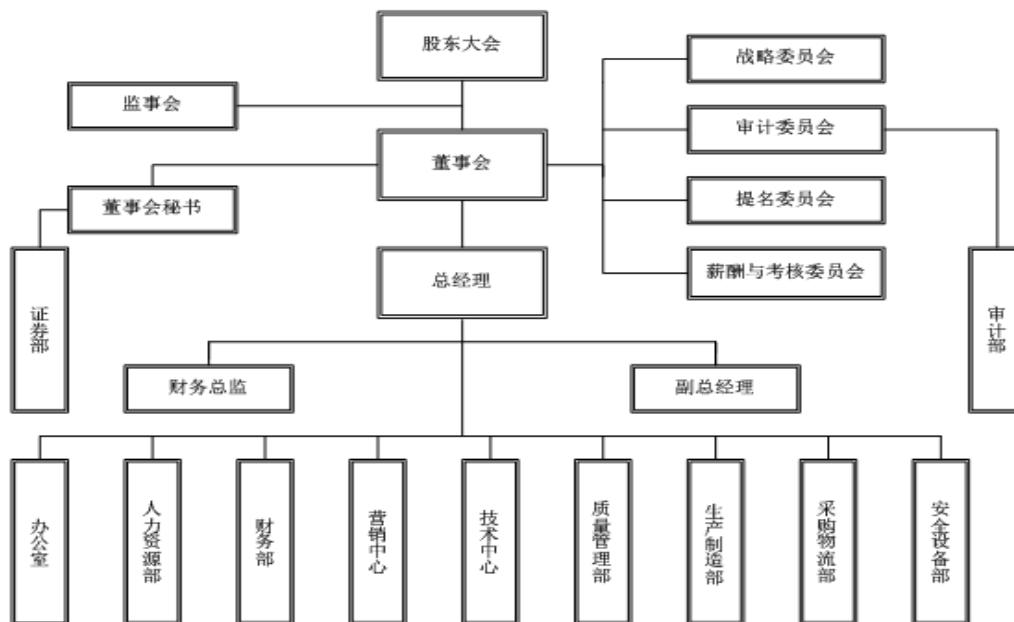 股东大会
战略委员会
监事会
审计委员会
董事会
提名委员会
董事会秘书
总经理
薪酬与考核委员会
证券部
审计部
财务总监
副总经理
办公室
人力资源部
财务部
营销中心
技术中心
质量管理部
生产制造部
采购物流部
安全设备部